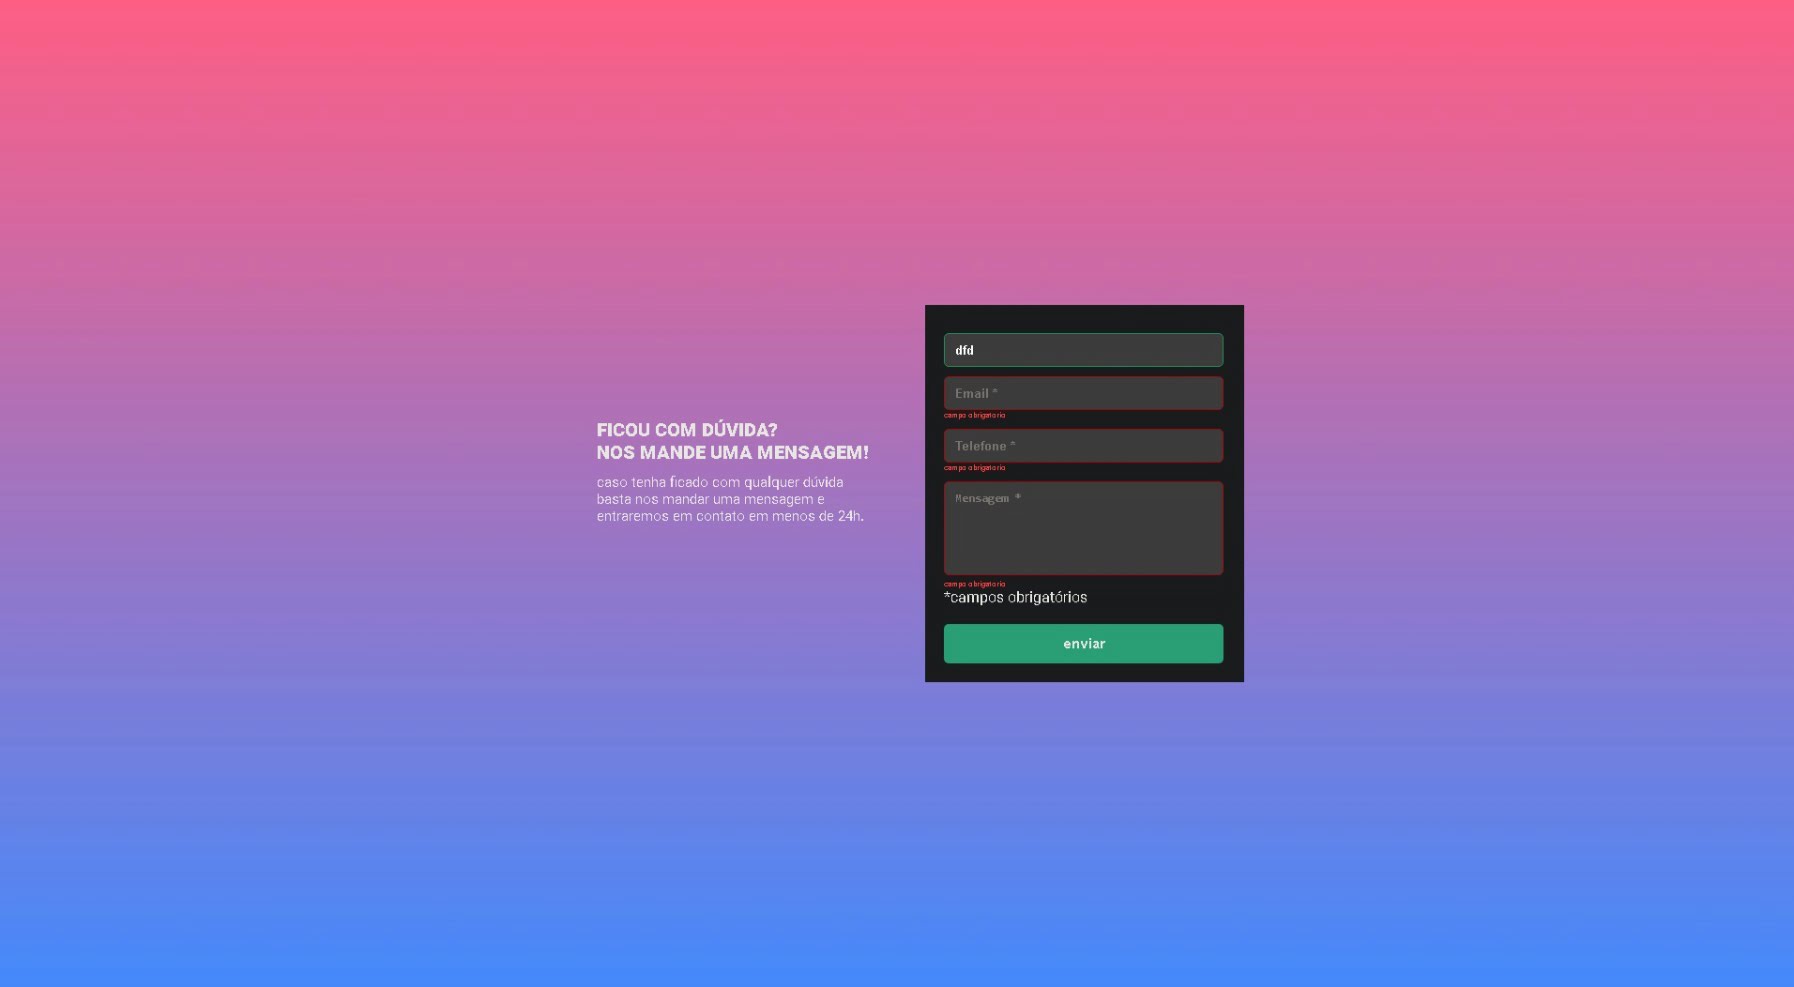 FICOU COM DÚVIDA?
NOS MANDE UMA MENSAGEM!
caso tenha ficado com qualquer dúvida
basta nos mandar uma mensagem e
entraremos em contato em menos de 24h.
dfd
Email *
campo obrigatorio
Telefone *
campo obrigatorio
Mensagem *
campo obrigatorio
*campos obrigatórios
enviar